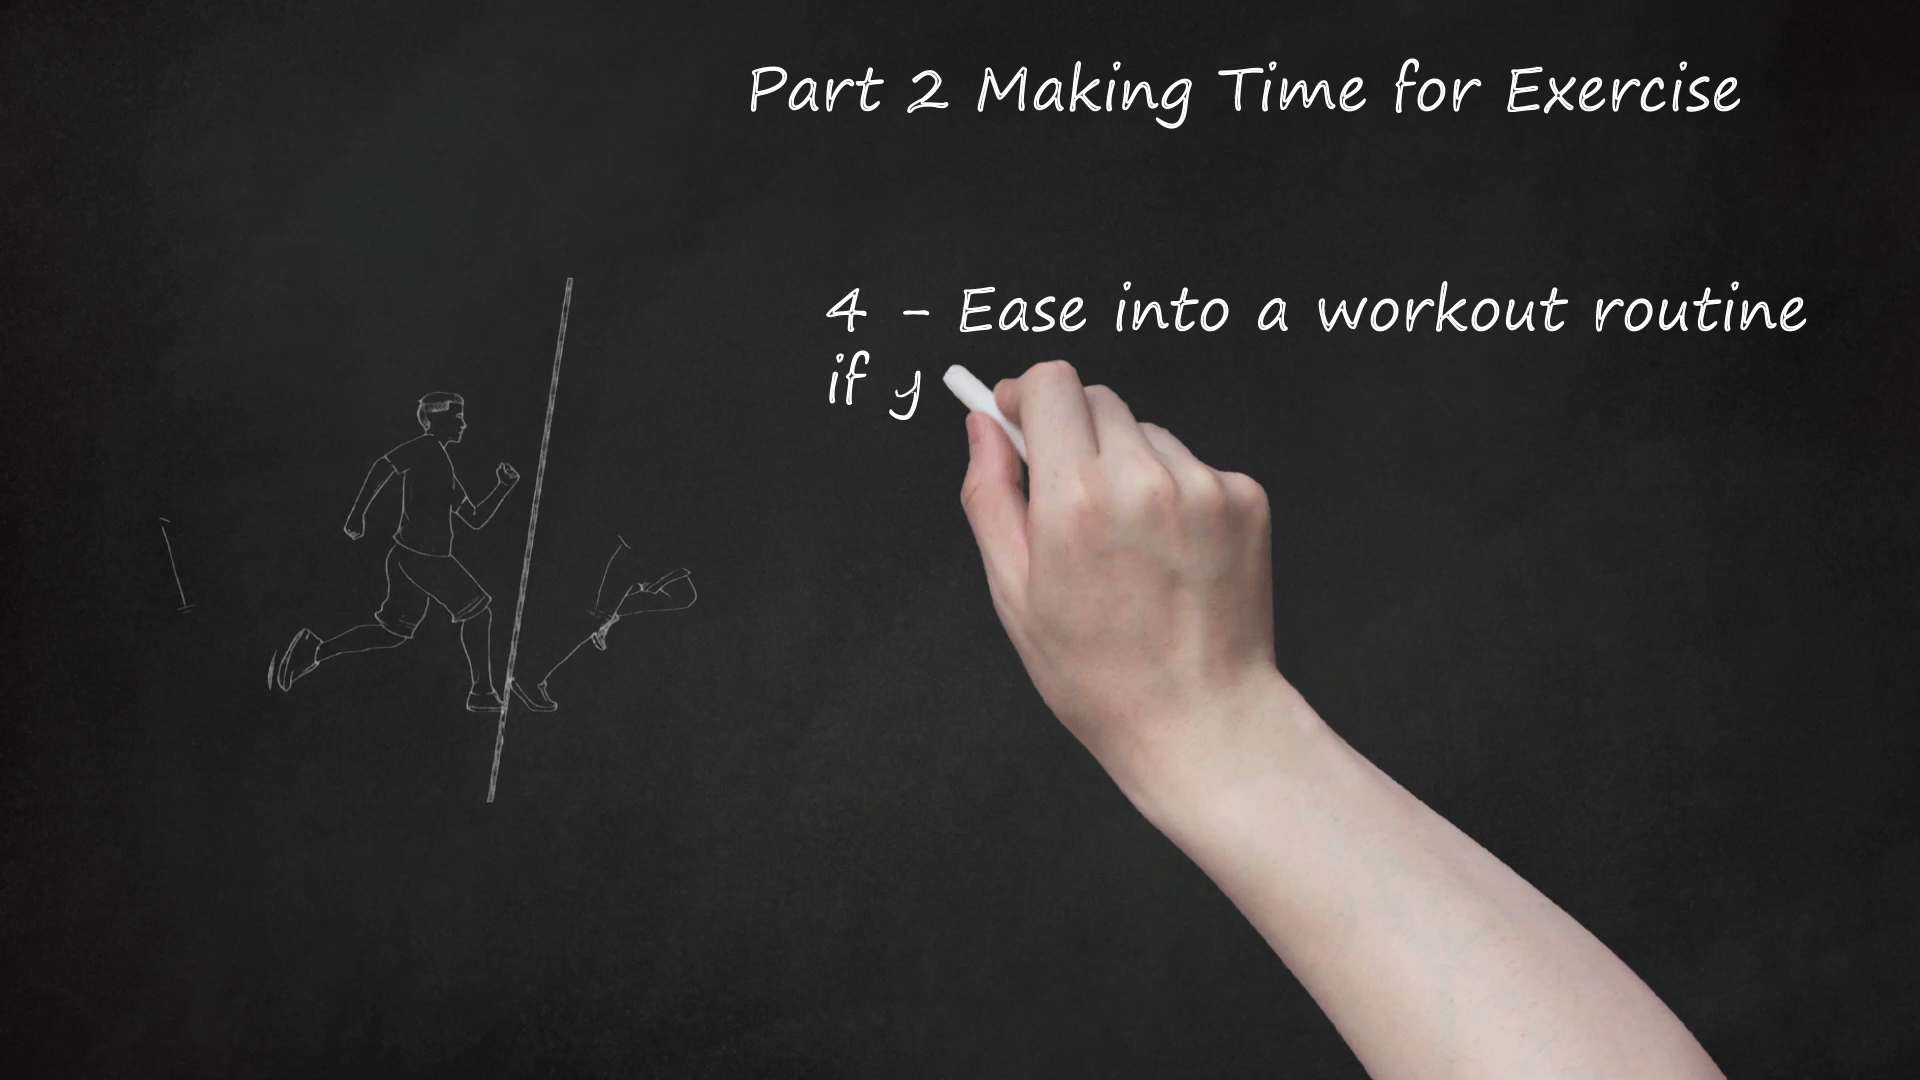 Part 2 Making Time for Exercise
4 - Ease into a workout routine
if y